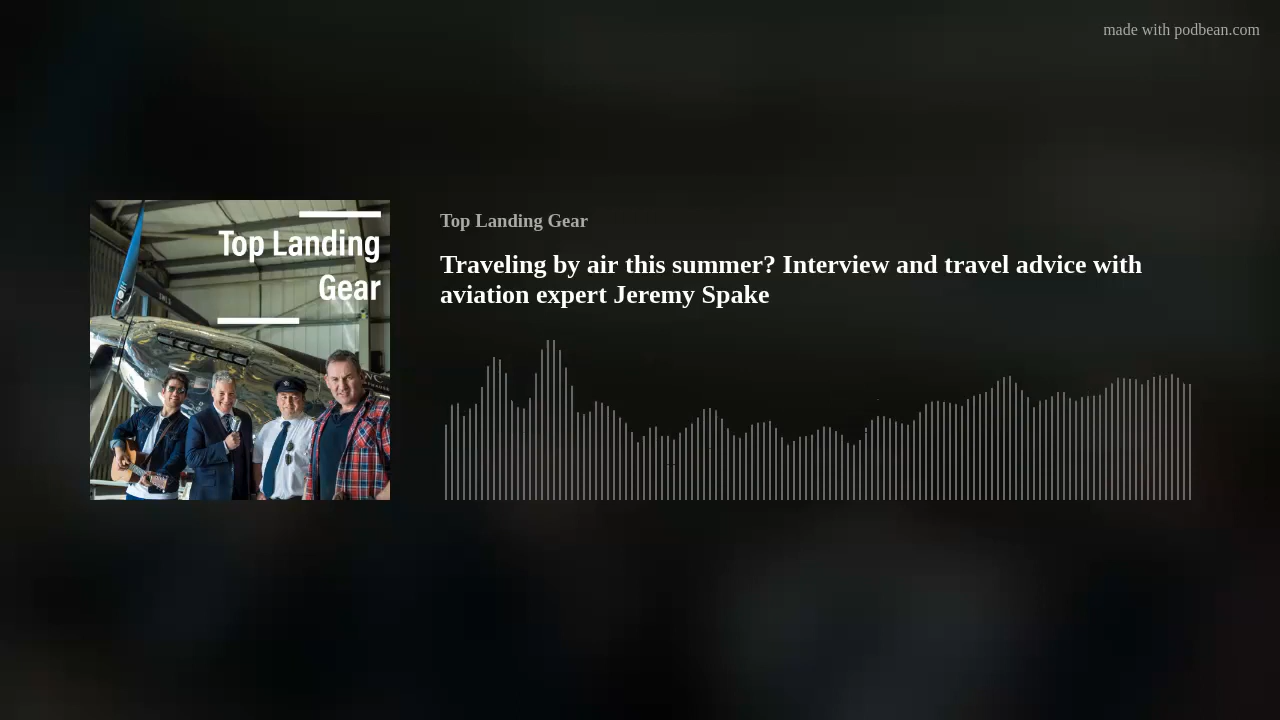 made with podbean.com
Top Landing
Gear
Top Landing Gear
Traveling by air this summer? Interview and travel advice with
aviation expert Jeremy Spake